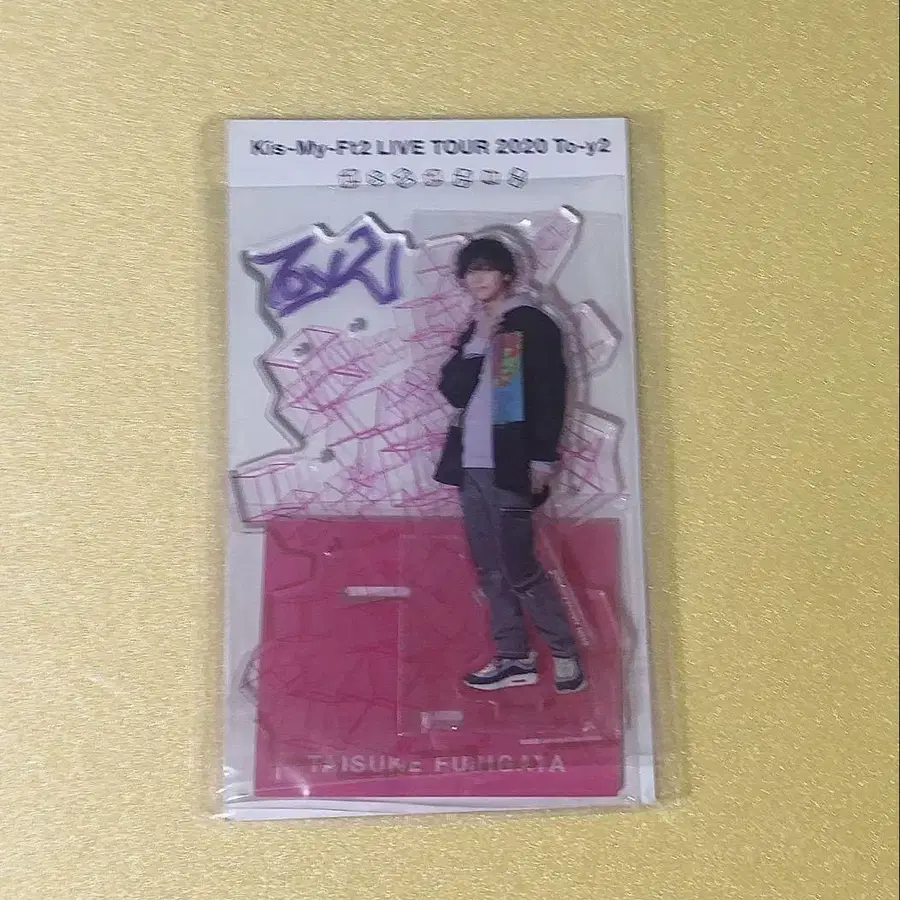 Kis-My-Ft2 LIVE TOUR 2020 To-y2
To-y2
TAISUKE FUJIGAYA